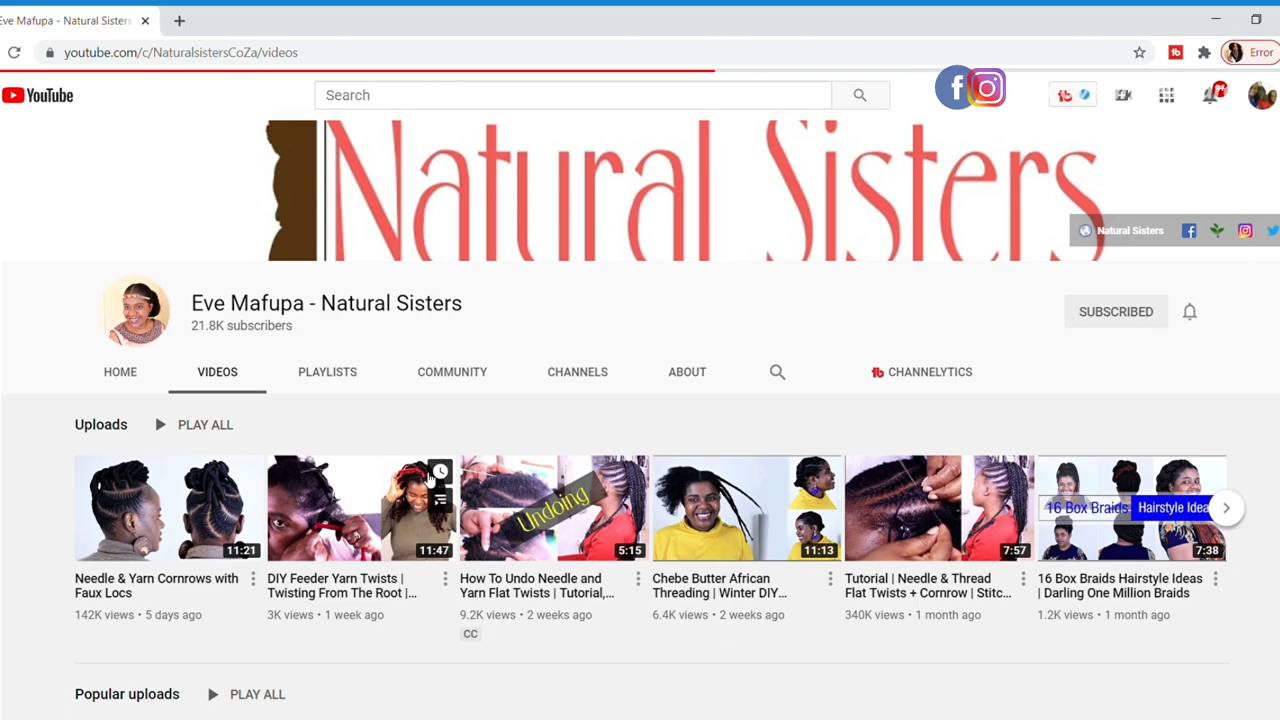 Eve Mafupa - Natural Sisters
youtube.com/c/NaturalsistersCoZa/videos
Error
YouTube
Search
Natural Sisters
Natural Sisters
Eve Mafupa - Natural Sisters
21.8K subscribers
SUBSCRIBED
HOME VIDEOS PLAYLISTS COMMUNITY CHANNELS ABOUT CHANNELYTICS
Uploads PLAY ALL
Undoing
16 Box Braids Hairstyle Idea
11:21 11:47 5:15 11:13 7:57 7:38
Needle & Yarn Cornrows with
Faux Locs
142K views • 5 days ago
DIY Feeder Yarn Twists |
Twisting From The Root |...
3K views • 1 week ago
How To Undo Needle and
Yarn Flat Twists | Tutorial,...
9.2K views • 2 weeks ago
CC
Chebe Butter African
Threading | Winter DIY...
6.4K views • 2 weeks ago
Tutorial | Needle & Thread
Flat Twists + Cornrow | Stitc...
340K views • 1 month ago
16 Box Braids Hairstyle Ideas
| Darling One Million Braids
1.2K views • 1 month ago
Popular uploads PLAY ALL